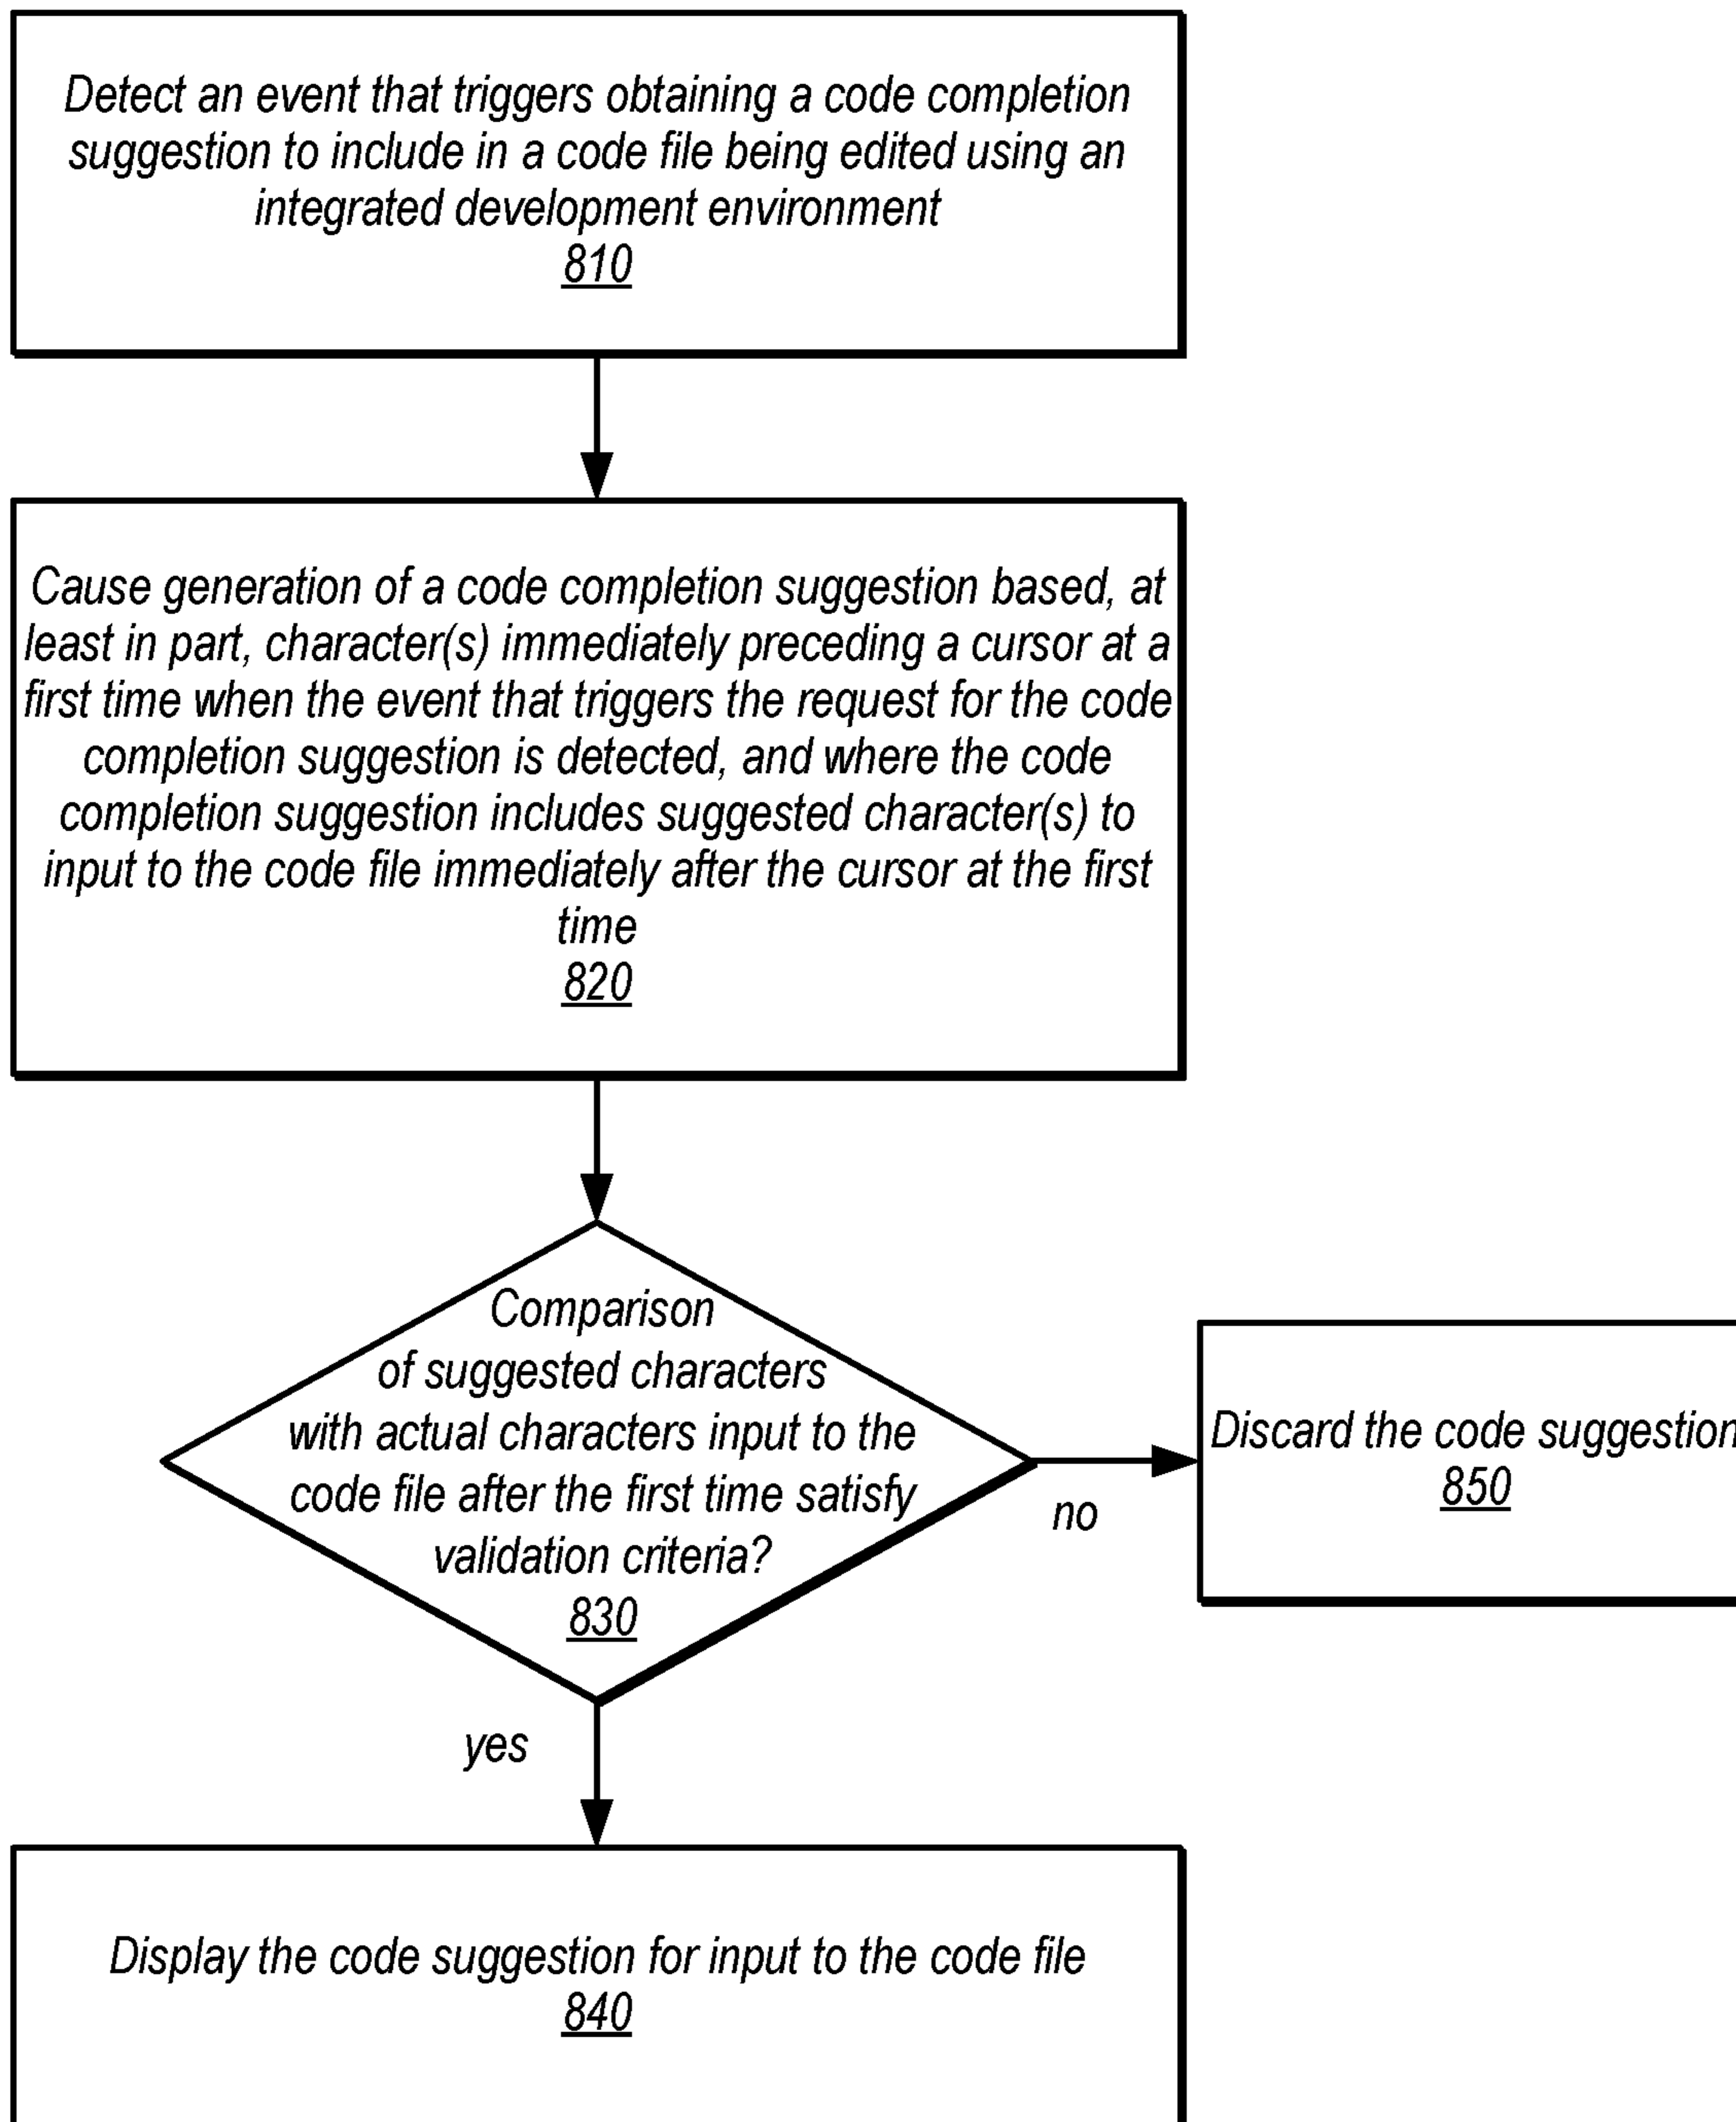 Detect an event that triggers obtaining a code completion
suggestion to include in a code file being edited using an
integrated development environment
810
Cause generation of a code completion suggestion based, at
least in part, character(s) immediately preceding a cursor at a
first time when the event that triggers the request for the code
completion suggestion is detected, and where the code
completion suggestion includes suggested character(s) to
input to the code file immediately after the cursor at the first
time
820
Comparison
of suggested characters
with actual characters input to the
code file after the first time satisfy
validation criteria?
830
no
Discard the code suggestion
850
yes
Display the code suggestion for input to the code file
840